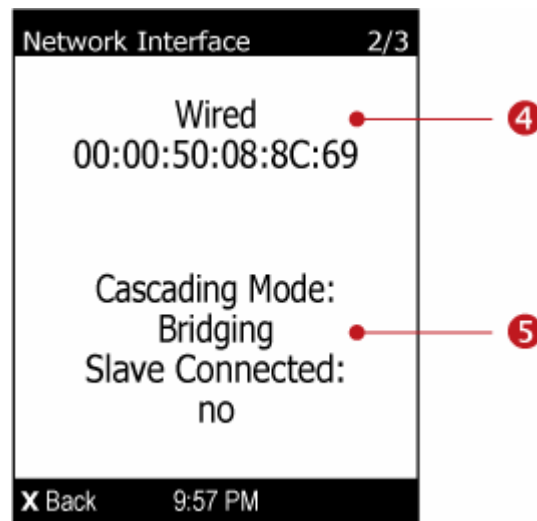 Network Interface 2/3
Wired
4
00:00:50:08:8C:69
Cascading Mode:
Bridging
5
Slave Connected:
no
X Back 9:57 PM